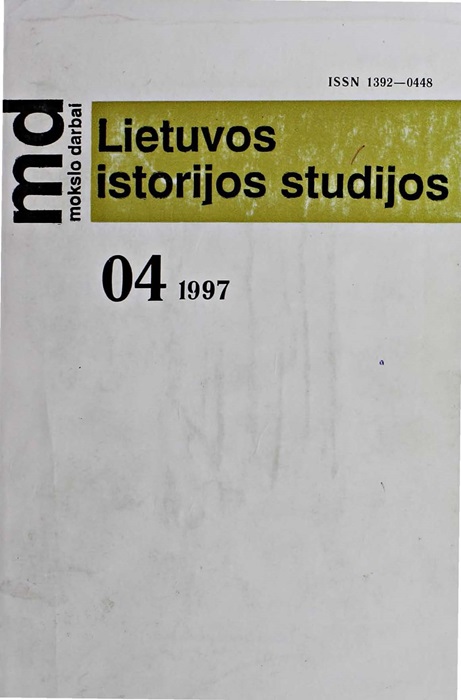 ISSN 1392—0448
md
mokslo darbai
Lietuvos
istorijos studijos
04 1997